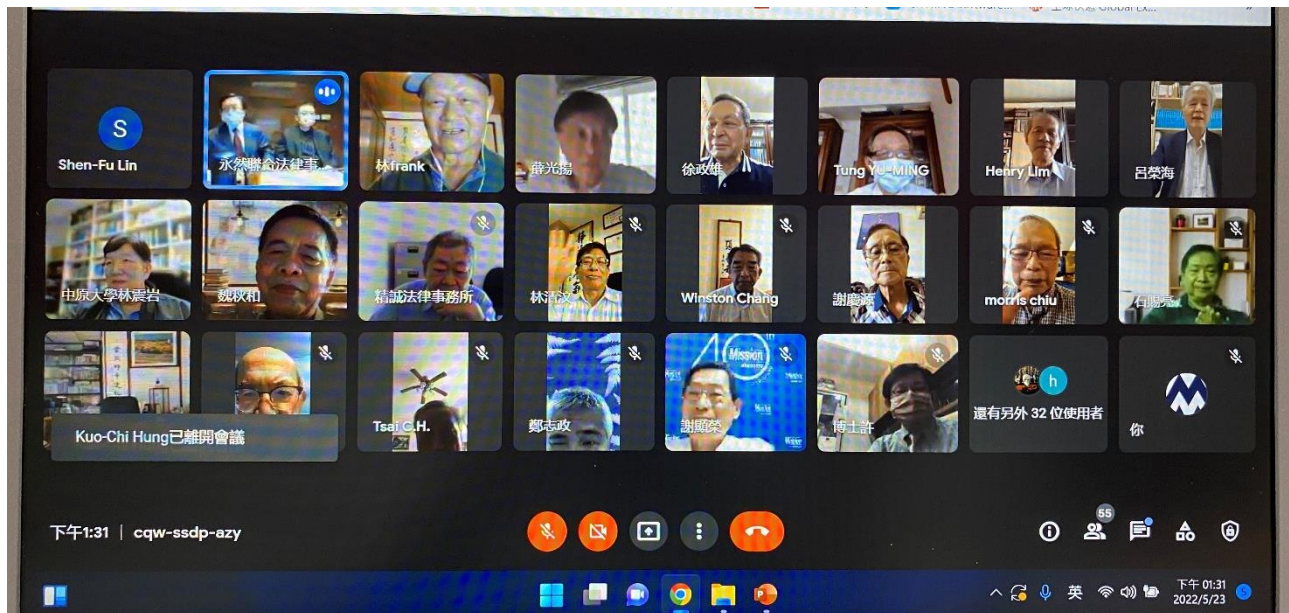 S
Shen-Fu Lin
永然聯合法律事...
林frank
薛光揚
徐政雄
Tung YU-MING
Henry Lim
呂榮海
中原大學林震岩
魏秋和
精誠法律事務所
林清汶
Winston Chang
謝慶源
morris chiu
石賜亮
Kuo-Chi Hung已離開會議
Tsai C.H.
鄭志政
40
Mission
謝顯榮
博士許
h
還有另外 32 位使用者
你
下午1:31 | cqw-ssdp-azy
55
英
下午 01:31
2022/5/23